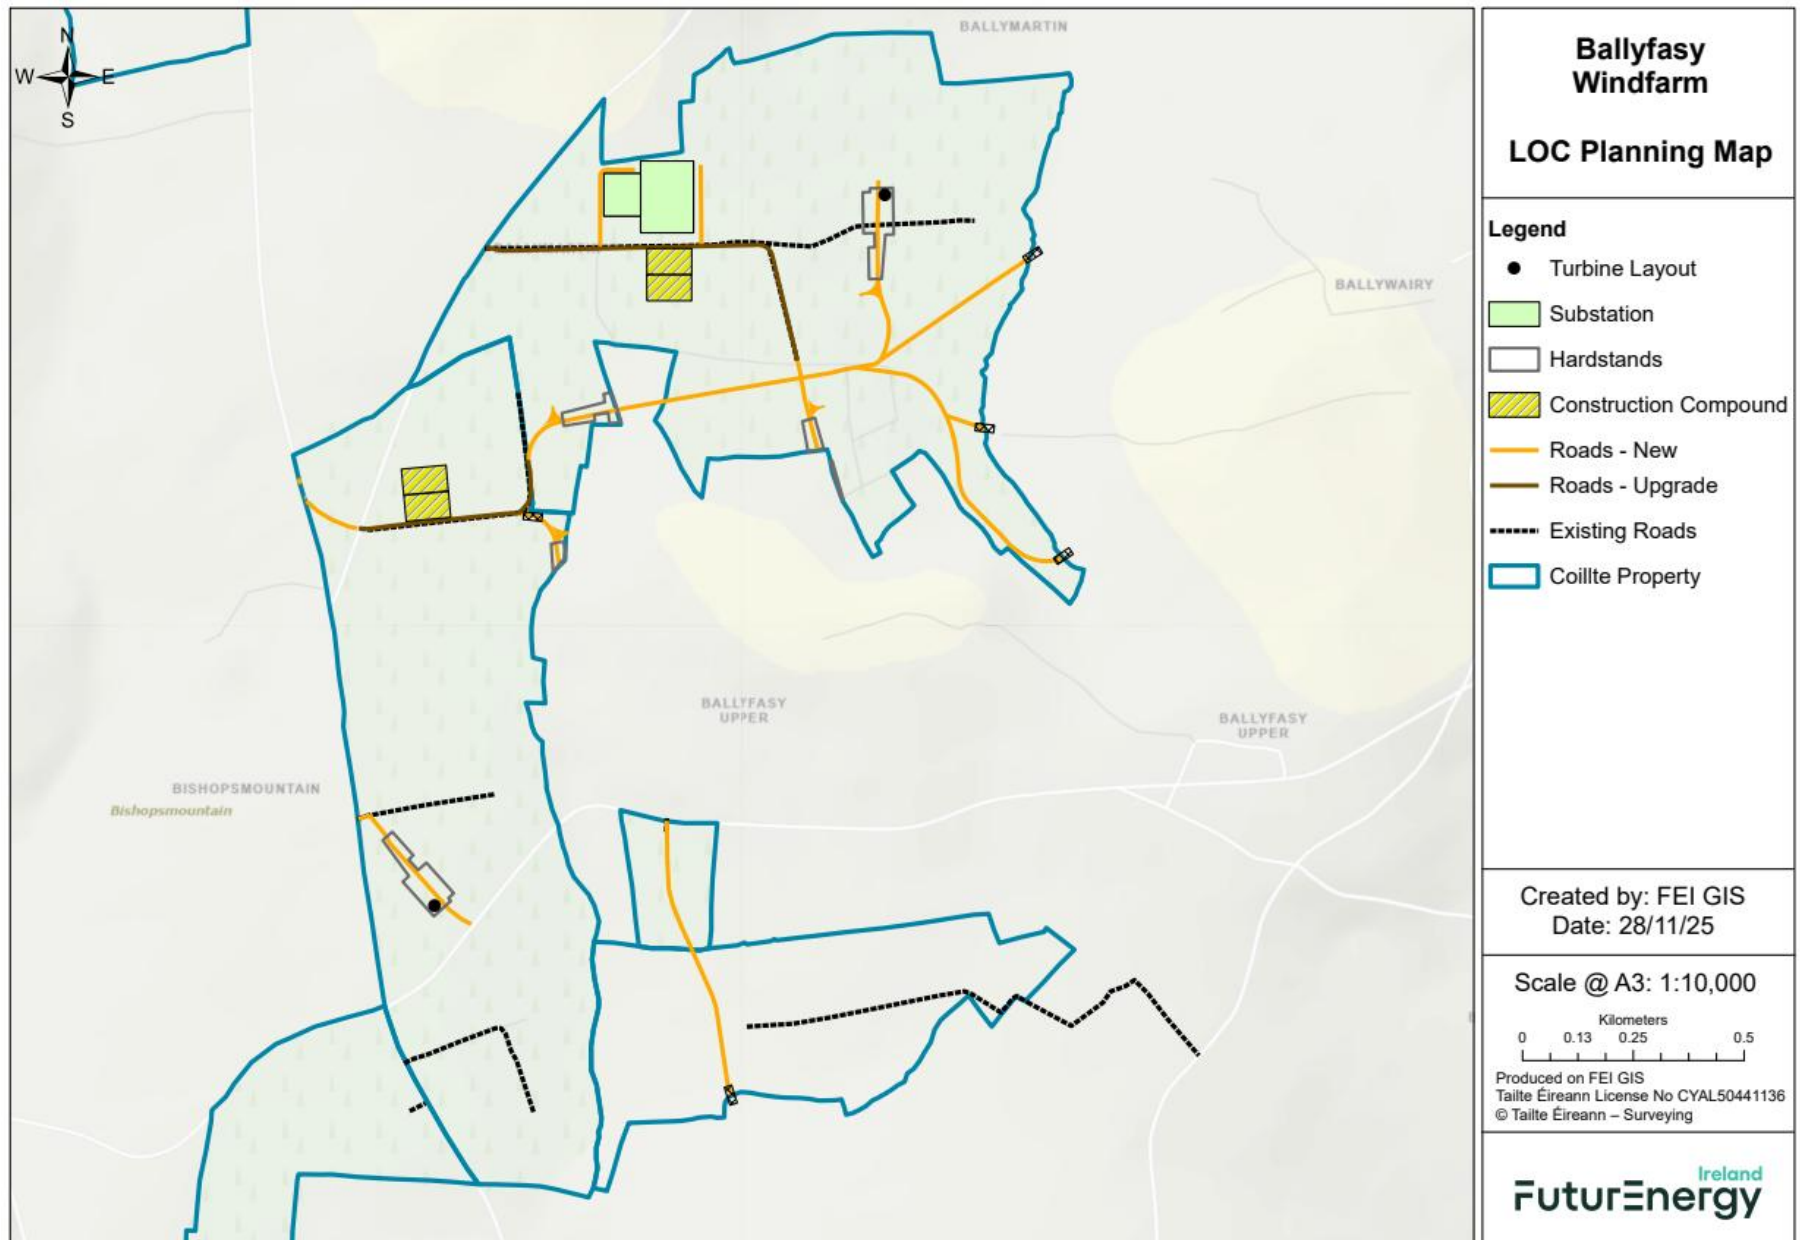 N
W
E
S
BALLYMARTIN
BALLYWAIRY
BALLYFASY
UPPER
BALLYFASY
UPPER
BISHOPSMOUNTAIN
Bishopsmountain
Ballyfasy
Windfarm
LOC Planning Map
Legend
Turbine Layout
Substation
Hardstands
Construction Compound
Roads - New
Roads - Upgrade
Existing Roads
Coillte Property
Created by: FEI GIS
Date: 28/11/25
Scale @ A3: 1:10,000
Kilometers
0 0.13 0.25 0.5
Produced on FEI GIS
Tailte Éireann License No CYAL50441136
© Tailte Éireann – Surveying
Ireland
FuturEnergy